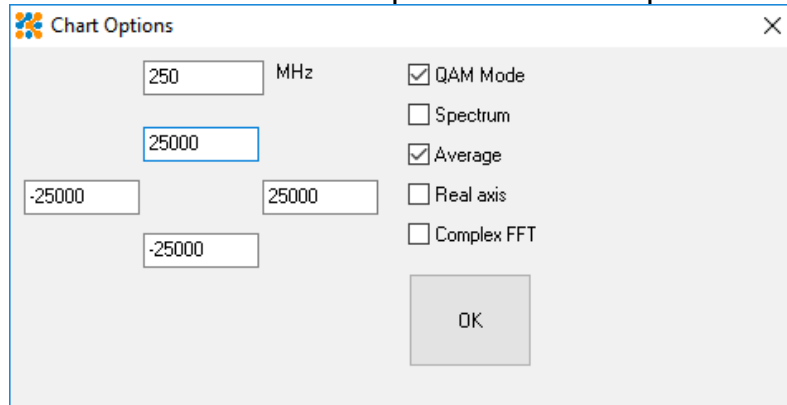 Chart Options
250 MHz
QAM Mode
Spectrum
25000
Average
-25000
25000
Real axis
-25000
Complex FFT
OK